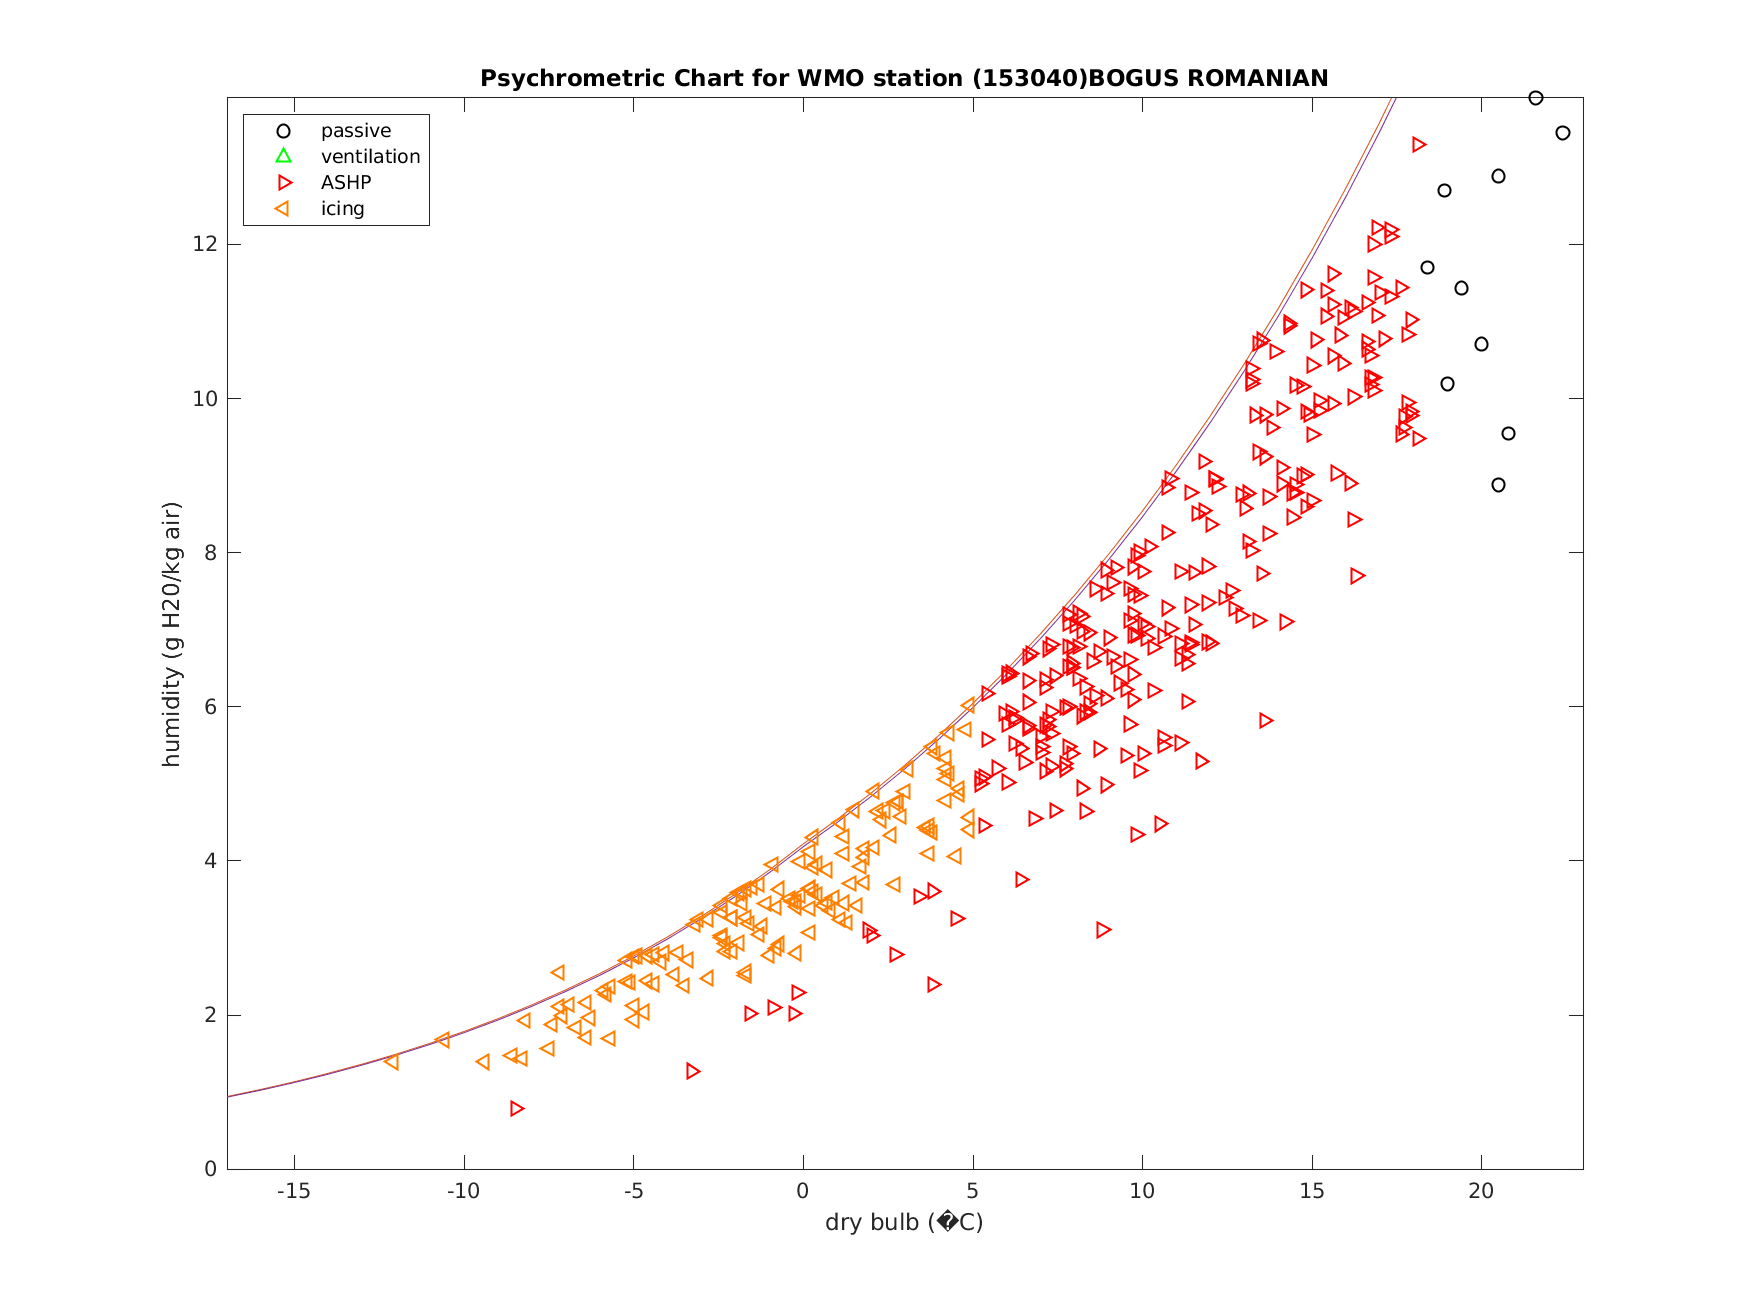 Psychrometric Chart for WMO station (153040)BOGUS ROMANIAN
passive
ventilation
ASHP
icing
humidity (g H20/kg air)
12
10
8
6
4
2
0
-15 -10 -5 0 5 10 15 20
dry bulb (�C)